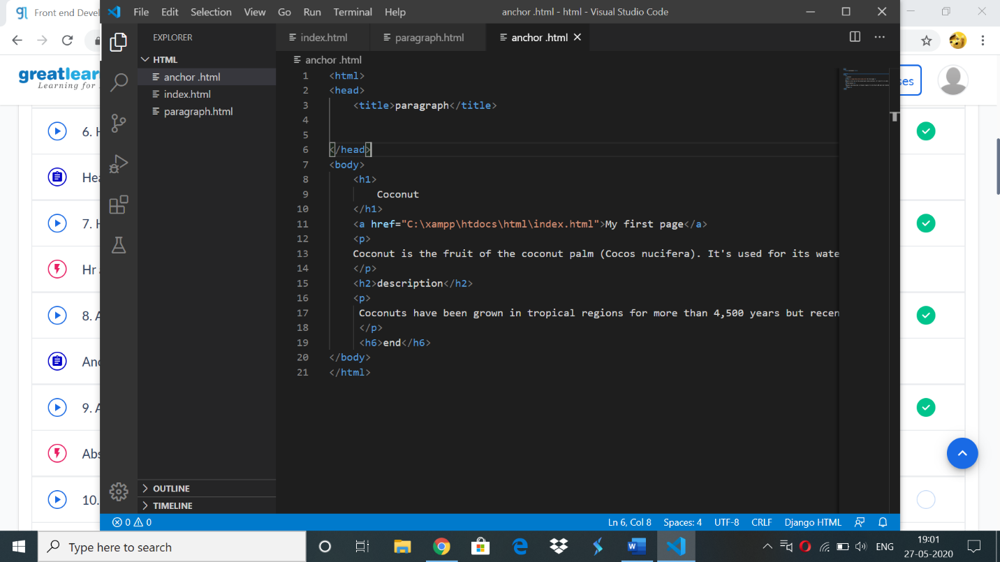 Front end Devel
File Edit Selection View Go Run Terminal Help
anchor .html - html - Visual Studio Code
EXPLORER
HTML
anchor .html
index.html
paragraph.html
OUTLINE
TIMELINE
index.html
paragraph.html
anchor .html
anchor .html
1 <html>
2 <head>
3 <title>paragraph</title>
4
5
6 </head>
7 <body>
8 <h1>
9 Coconut
10 </h1>
11 <a href="C:\xampp\htdocs\html\index.html">My first page</a>
12 <p>
13 Coconut is the fruit of the coconut palm (Cocos nucifera). It's used for its wate
14 </p>
15 <h2>description</h2>
16 <p>
17 Coconuts have been grown in tropical regions for more than 4,500 years but recen
18 </p>
19 <h6>end</h6>
20 </body>
21 </html>
greatlear
Learning for
ses
6. H
Hea
7. H
Hr
8. A
Anc
9. A
Abs
10.
0 0
Ln 6, Col 8 Spaces: 4 UTF-8 CRLF Django HTML
Type here to search
ENG
19:01
27-05-2020